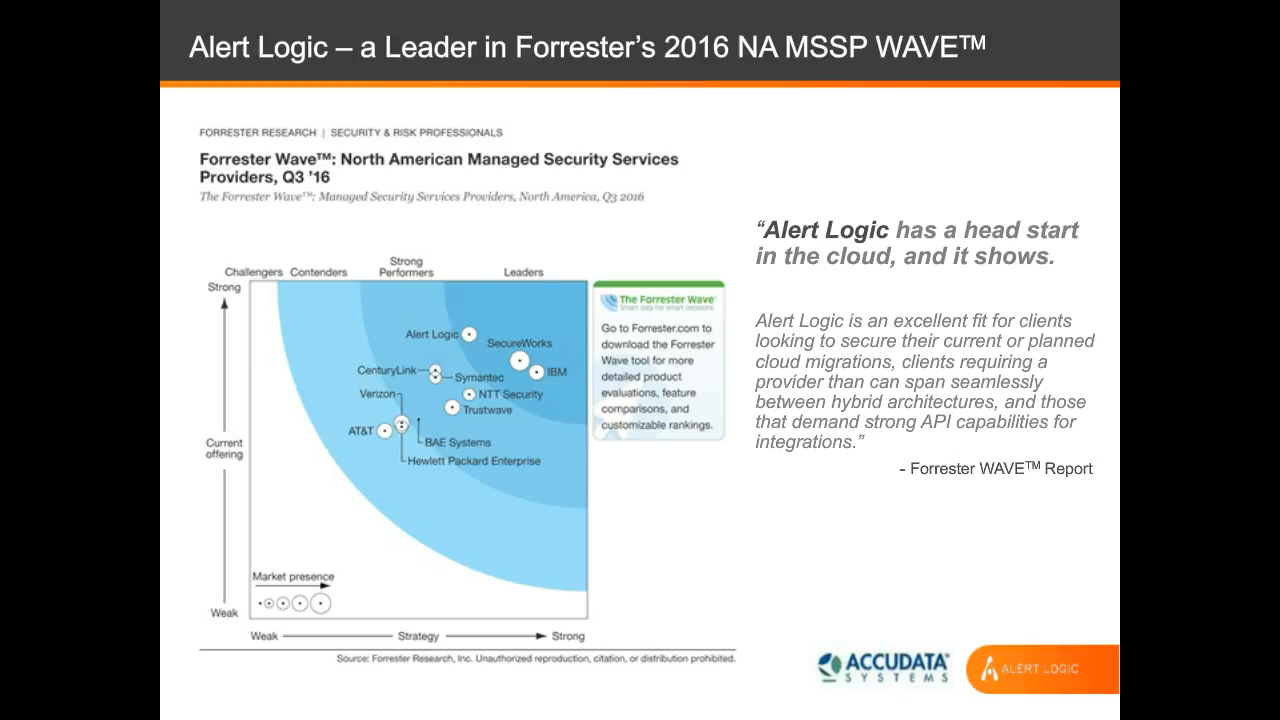 Alert Logic – a Leader in Forrester's 2016 NA MSSP WAVE™
FORRESTER RESEARCH | SECURITY & RISK PROFESSIONALS
Forrester Wave™: North American Managed Security Services
Providers, Q3 '16
The Forrester Wave™: Managed Security Services Providers, North America, Q3 2016
Strong
Challengers Contenders Performers Leaders
Strong
Alert Logic
SecureWorks
CenturyLink
IBM
Symantec
Verizon
NTT Security
Trustwave
AT&T
BAE Systems
Hewlett Packard Enterprise
Current
offering
Market presence
Weak
Weak Strategy Strong
The Forrester Wave™
Smart data for smart decisions
Go to Forrester.com to
download the Forrester
Wave tool for more
detailed product
evaluations, feature
comparisons, and
customizable rankings.
Source: Forrester Research, Inc. Unauthorized reproduction, citation, or distribution prohibited.
“Alert Logic has a head start
in the cloud, and it shows.
Alert Logic is an excellent fit for clients
looking to secure their current or planned
cloud migrations, clients requiring a
provider than can span seamlessly
between hybrid architectures, and those
that demand strong API capabilities for
integrations.”
- Forrester WAVE™ Report
ACCUDATA™
SYSTEMS
ALERT LOGIC